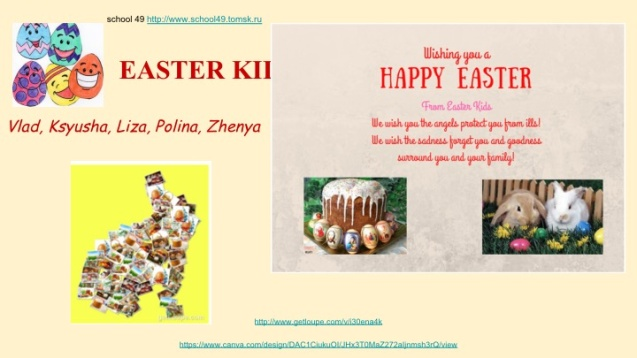 school 49 http://www.school49.tomsk.ru
EASTER KI
Vlad, Ksyusha, Liza, Polina, Zhenya
Wishing you a
HAPPY EASTER
From Easter Kids
We wish you the angels protect you from ills!
We wish the sadness forget you and goodness
surround you and your family!
http://www.getloupe.com/v/i30ena4k
https://www.canva.com/design/DAC1CiukuOI/JHx3T0MaZ272aljnmsh3rQ/view